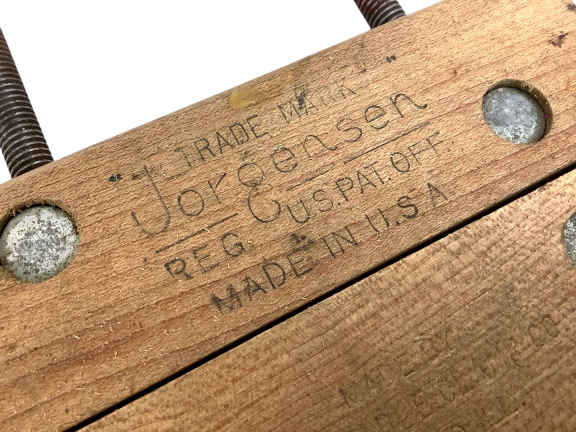 TRADE MARK
"Jorgensen"
REG. U.S. PAT. OFF.
MADE IN U.S.A